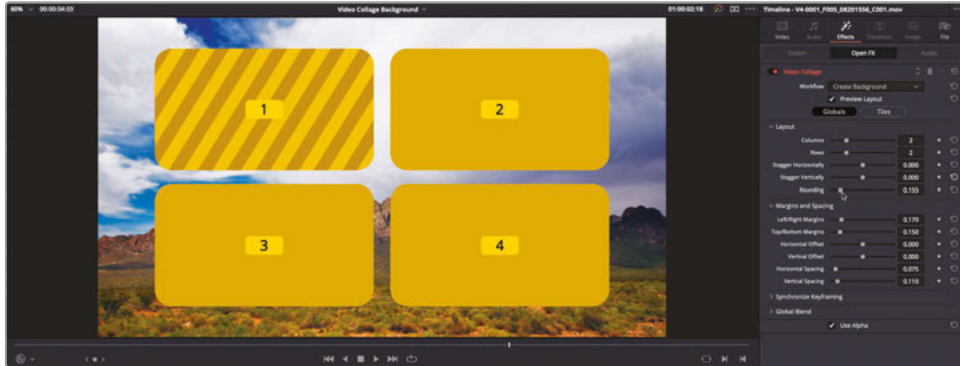 60% 00:00:04:03 Video Collage Background 01:00:02:18 Timeline - V4-0001_F005_08201556_C001.mov
Video Audio Effects Transition Image File
Fusion Open FX Audio
Video Collage
Workflow Create Background
Preview Layout
Globals Tiles
Layout
Columns 2
Rows 2
Stagger Horizontally 0.000
Stagger Vertically 0.000
Rounding 0.155
Margins and Spacing
Left/Right Margins 0.170
Top/Bottom Margins 0.150
Horizontal Offset 0.000
Vertical Offset 0.000
Horizontal Spacing 0.075
Vertical Spacing 0.110
Synchronize Keyframing
Global Blend
Use Alpha
1 2
3 4